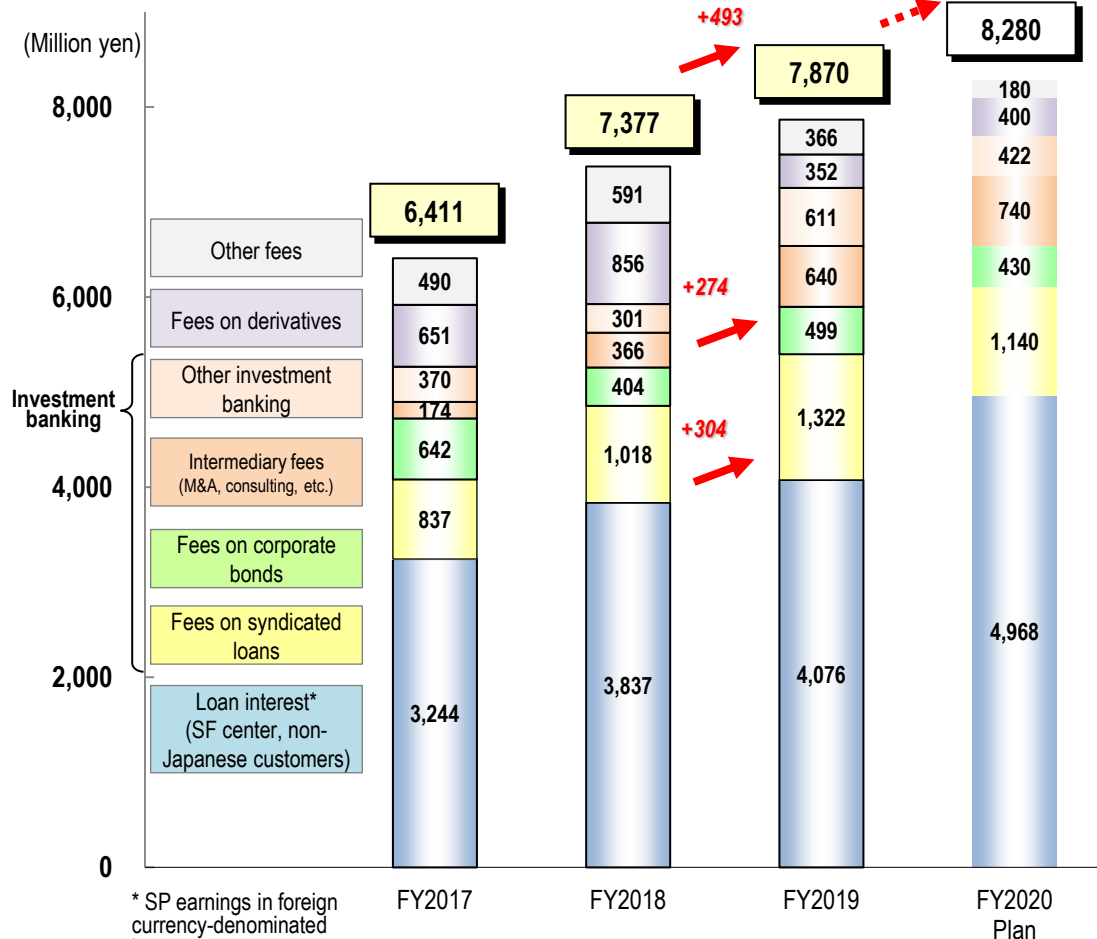 (Million yen)
8,000
6,000
4,000
2,000
0
Other fees
Fees on derivatives
Investment
banking
Other investment
banking
Intermediary fees
(M&A, consulting, etc.)
Fees on corporate
bonds
Fees on syndicated
loans
Loan interest*
(SF center, non-
Japanese customers)
6,411
490
651
370
174
642
837
3,244
7,377
591
856
301
366
404
1,018
3,837
+493
+274
+304
7,870
366
352
611
640
499
1,322
4,076
8,280
180
400
422
740
430
1,140
4,968
FY2017
FY2018
FY2019
FY2020
Plan
* SP earnings in foreign
currency-denominated